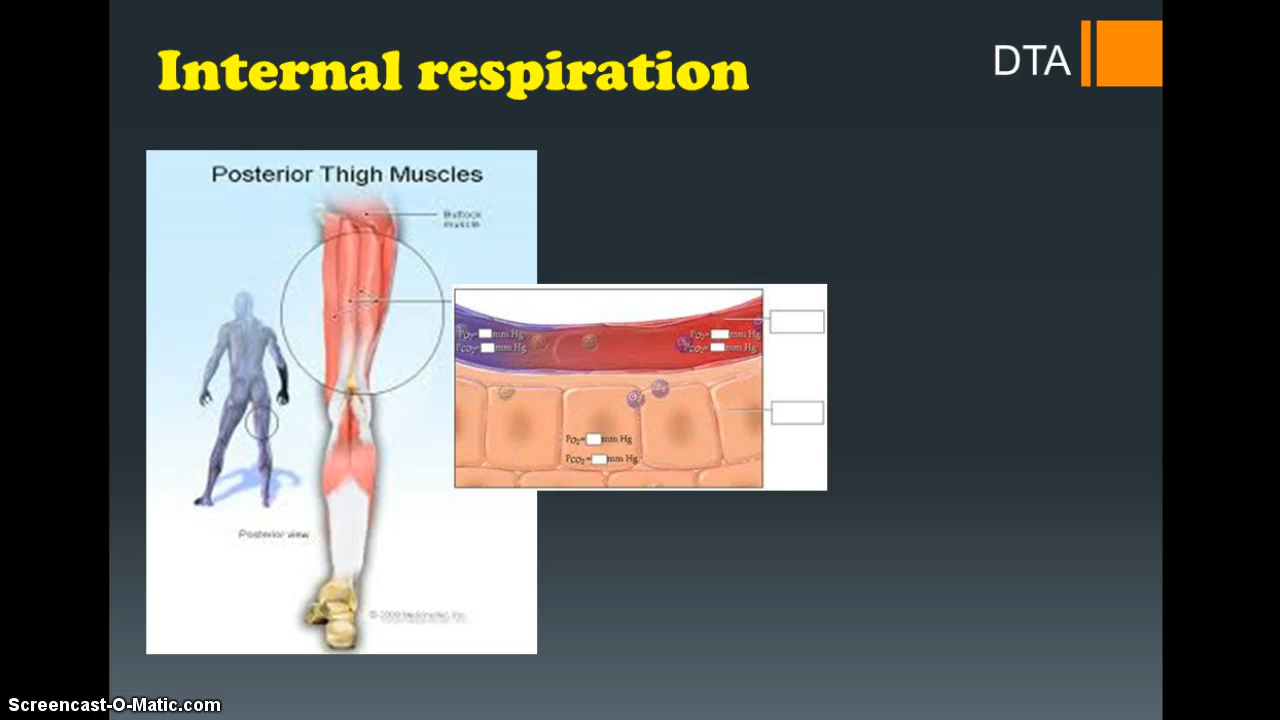 Internal respiration
DTA
Posterior Thigh Muscles
Buttock
muscle
PO2= mm Hg
PCO2= mm Hg
PO2= mm Hg
PCO2= mm Hg
PO2= mm Hg
PCO2= mm Hg
Posterior view
© 2009
Inc.
Screencast-O-Matic.com